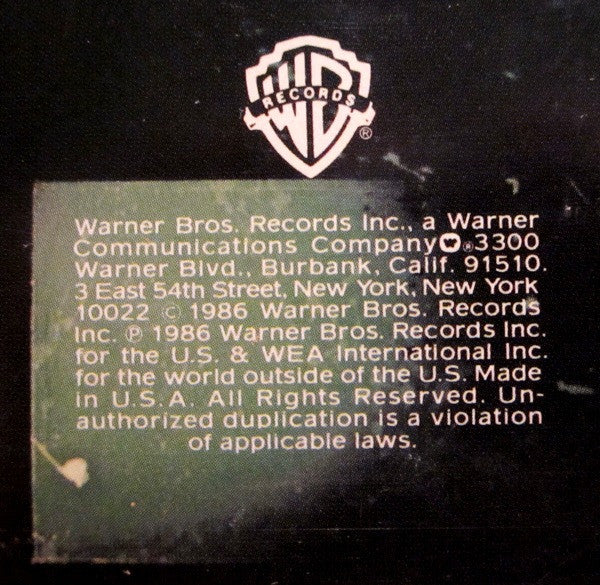 WB
RECORDS
®
Warner Bros. Records Inc., a Warner
Communications Company ®3300
Warner Blvd., Burbank, Calif. 91510.
3 East 54th Street, New York, New York
10022 © 1986 Warner Bros. Records
Inc. ℗ 1986 Warner Bros. Records Inc.
for the U.S. & WEA International Inc.
for the world outside of the U.S. Made
in U.S.A. All Rights Reserved. Un-
authorized duplication is a violation
of applicable laws.